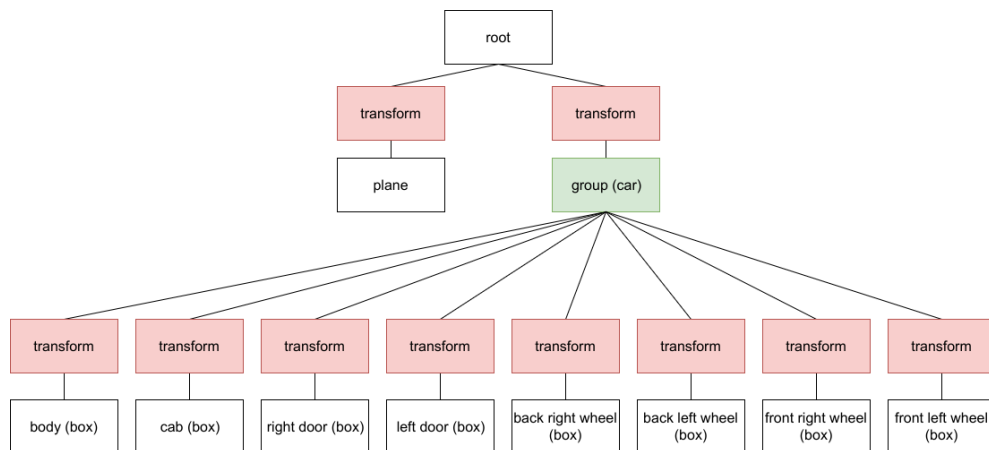 root
transform
transform
plane
group (car)
transform
transform
transform
transform
transform
transform
transform
transform
body (box)
cab (box)
right door (box)
left door (box)
back right wheel
(box)
back left wheel
(box)
front right wheel
(box)
front left wheel
(box)